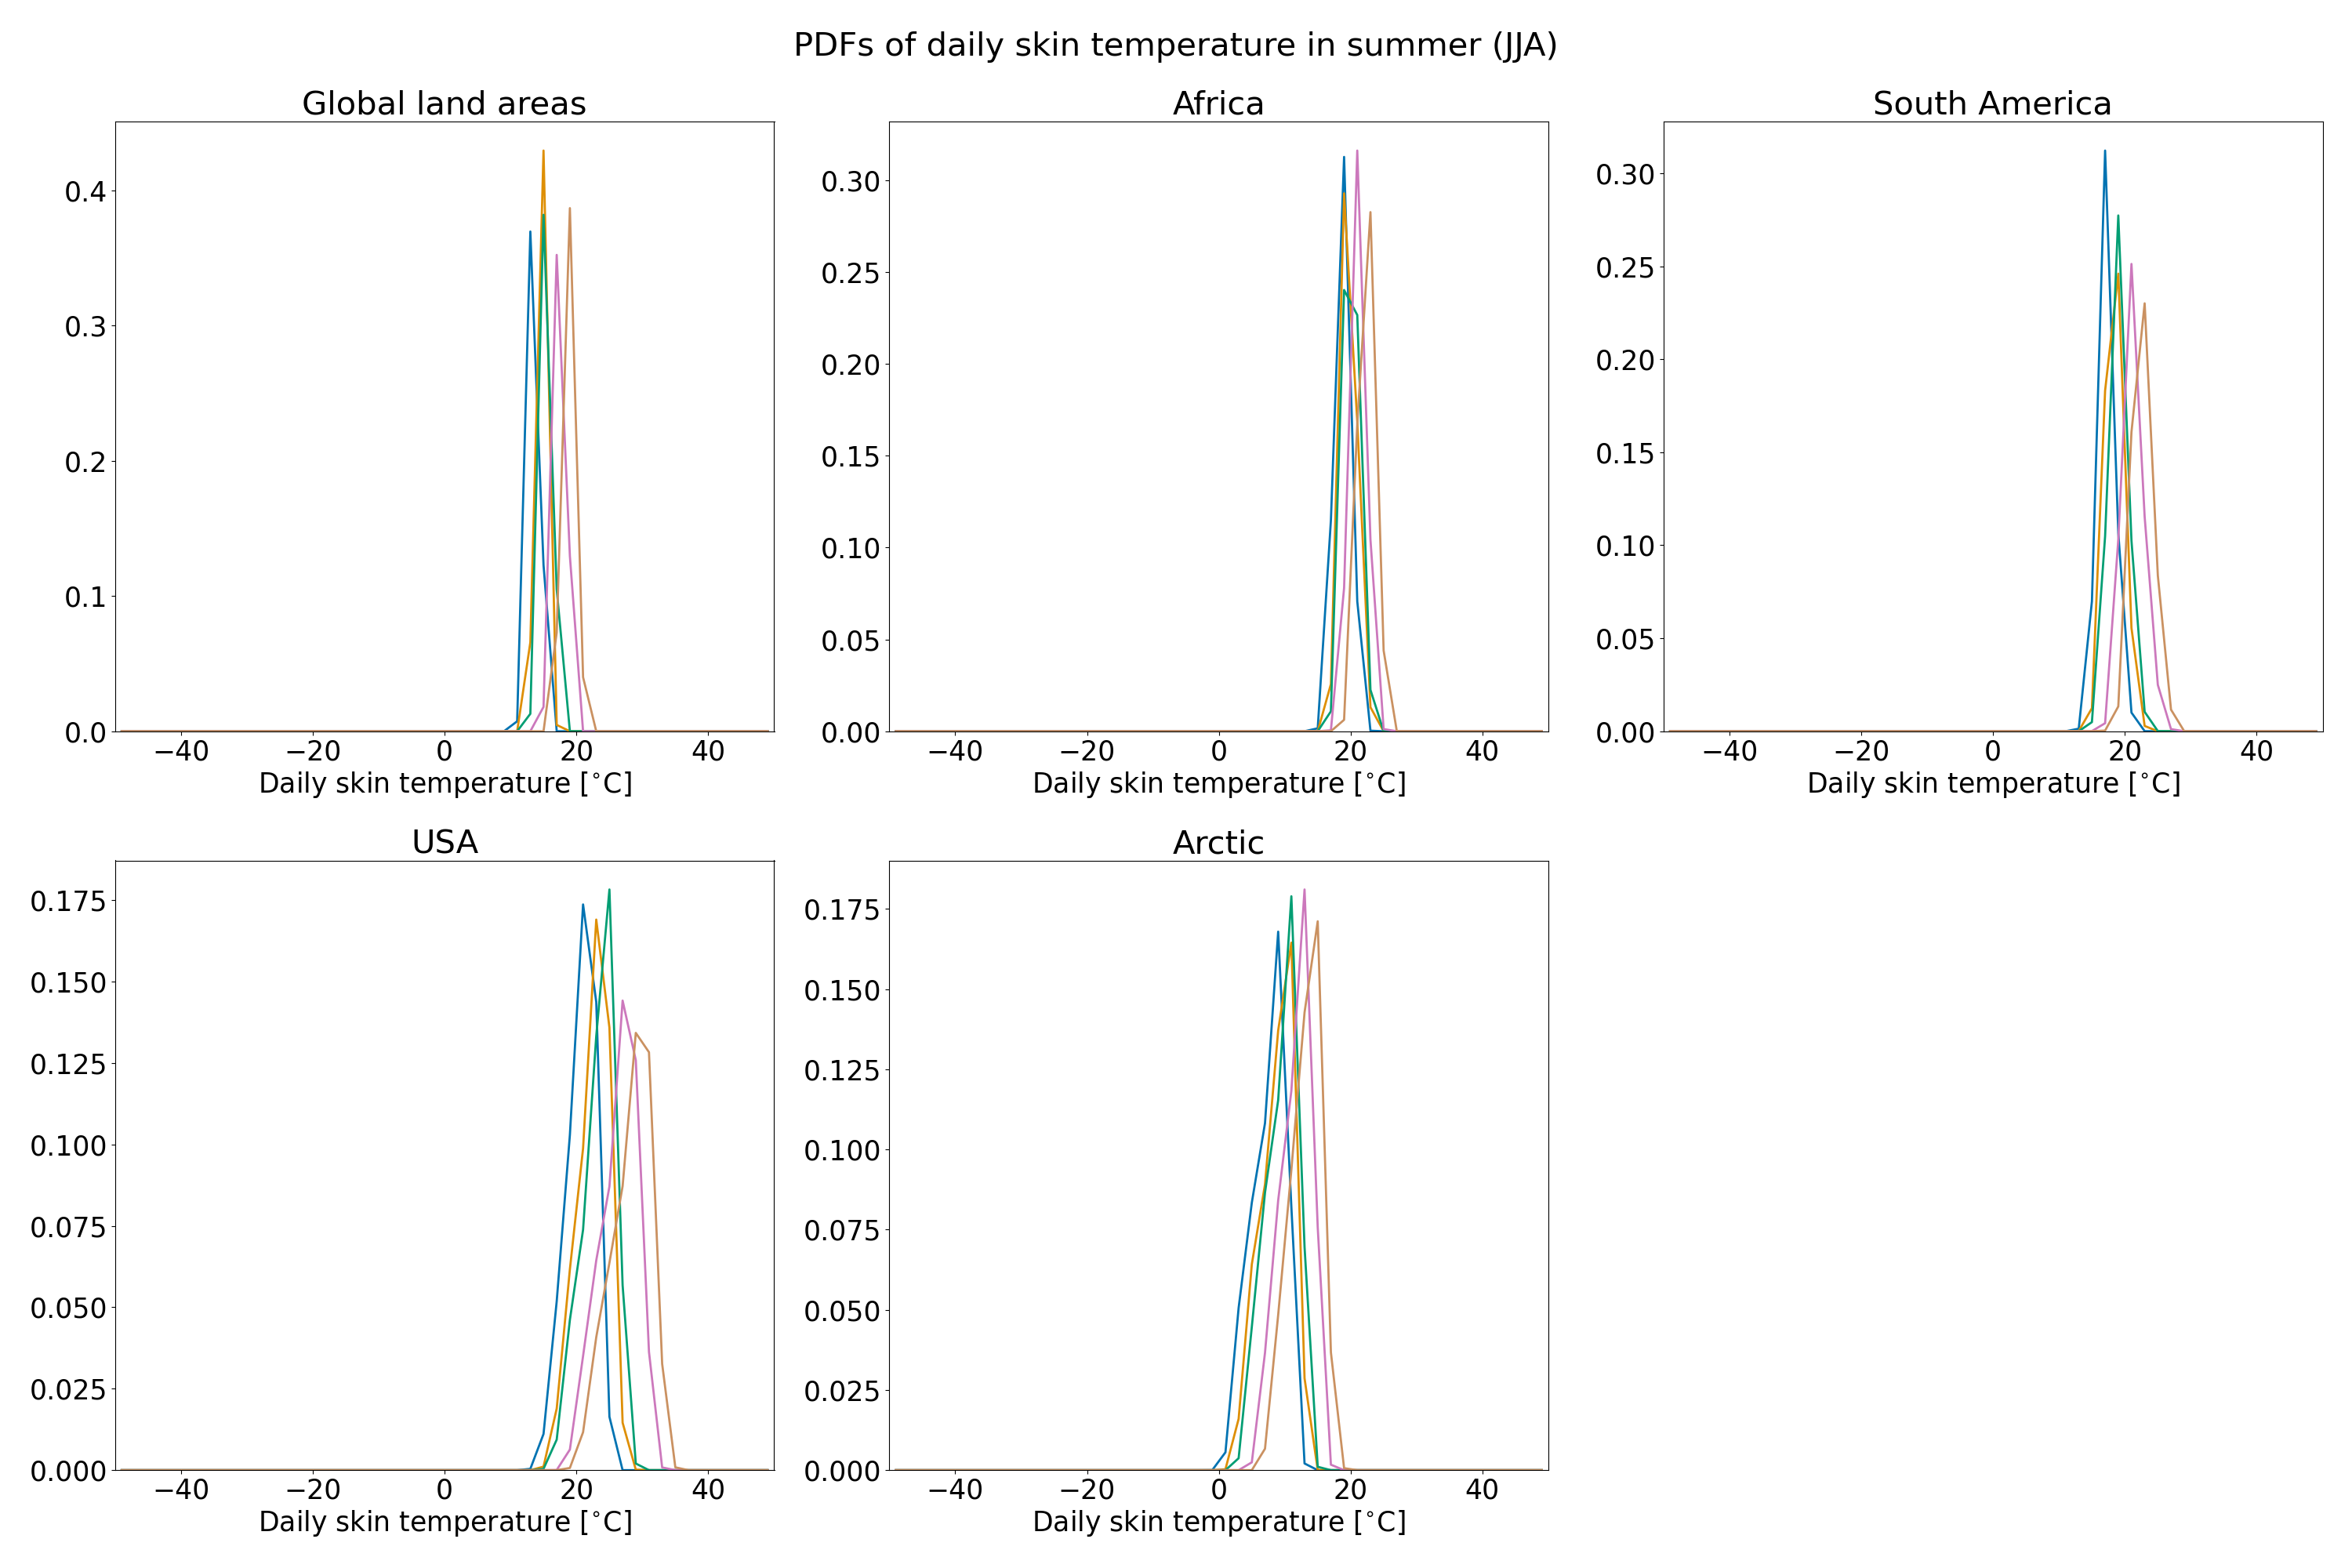 PDFs of daily skin temperature in summer (JJA)
Global land areas
0.4
0.3
0.2
0.1
0.0
−40 −20 0 20 40
Daily skin temperature [°C]
Africa
0.30
0.25
0.20
0.15
0.10
0.05
0.00
−40 −20 0 20 40
Daily skin temperature [°C]
South America
0.30
0.25
0.20
0.15
0.10
0.05
0.00
−40 −20 0 20 40
Daily skin temperature [°C]
USA
0.175
0.150
0.125
0.100
0.075
0.050
0.025
0.000
−40 −20 0 20 40
Daily skin temperature [°C]
Arctic
0.175
0.150
0.125
0.100
0.075
0.050
0.025
0.000
−40 −20 0 20 40
Daily skin temperature [°C]